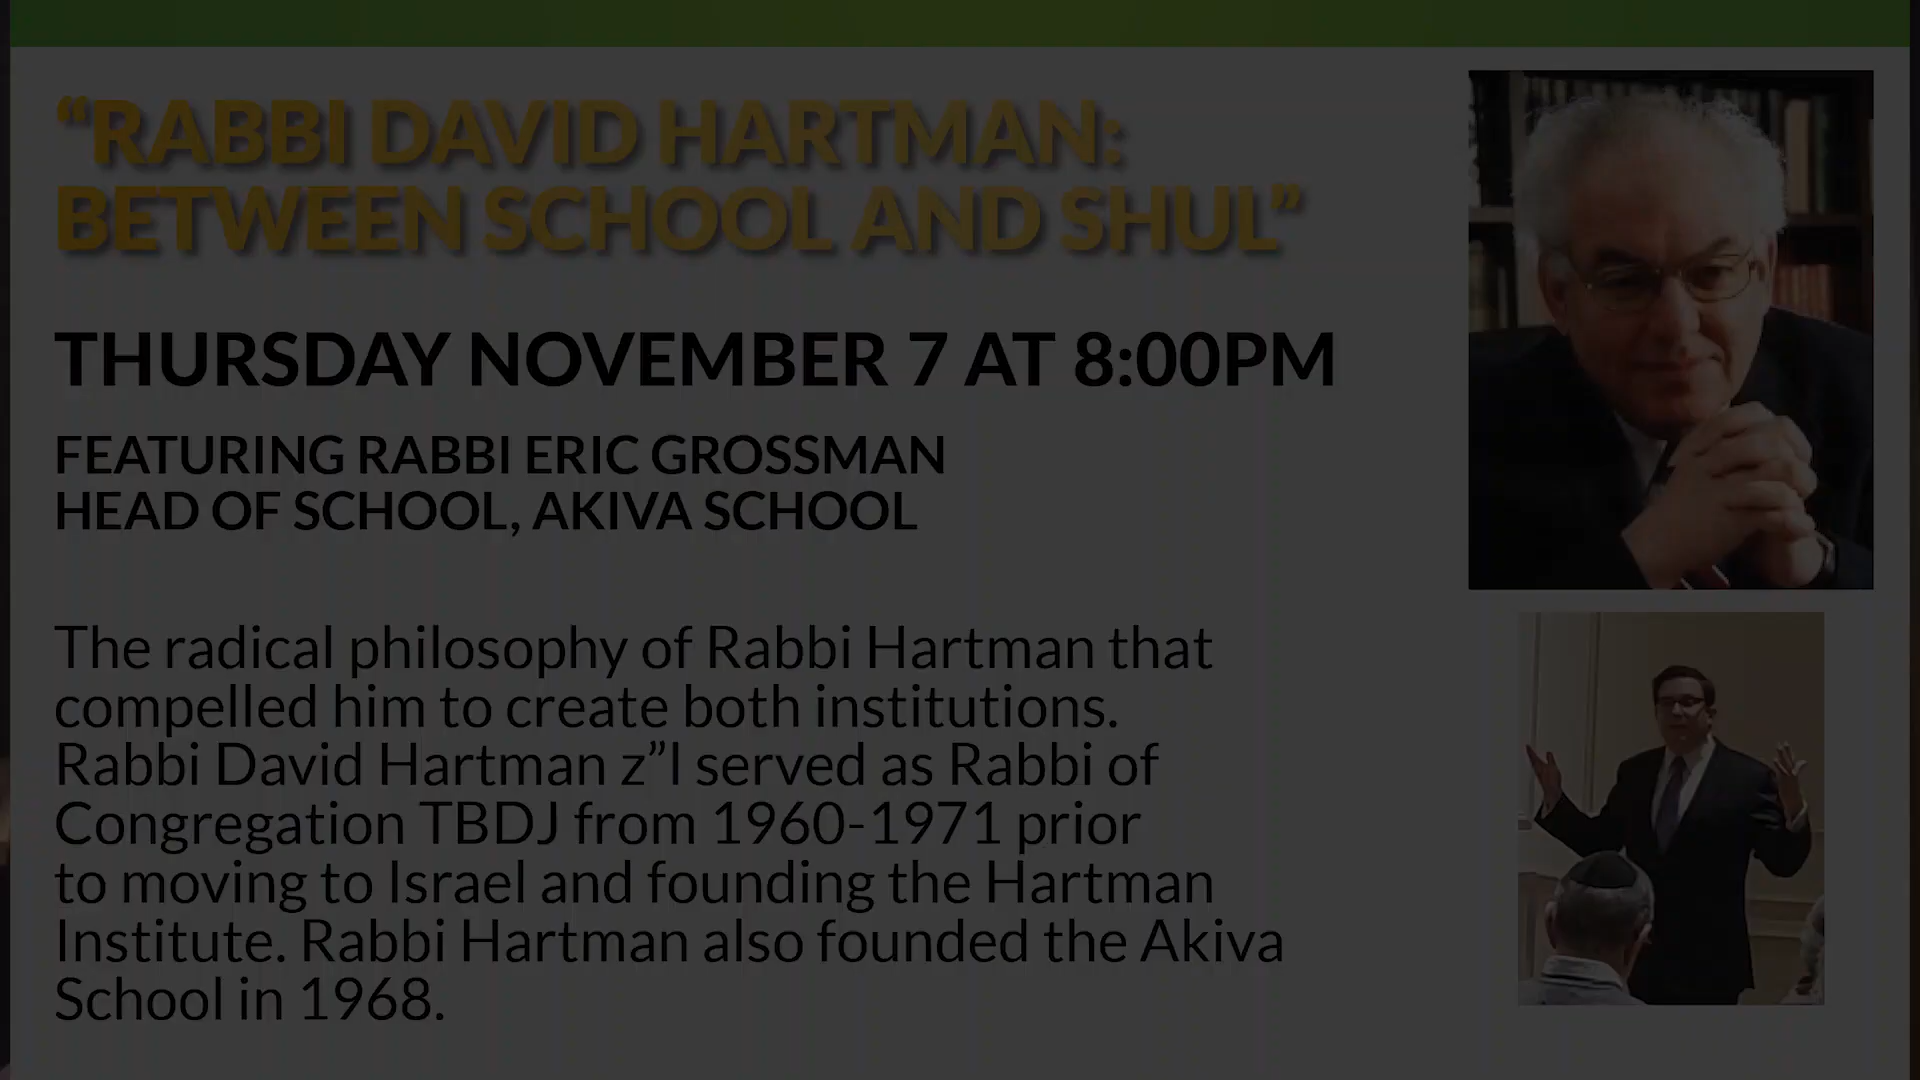 “RABBI DAVID HARTMAN:
BETWEEN SCHOOL AND SHUL”
THURSDAY NOVEMBER 7 AT 8:00PM
FEATURING RABBI ERIC GROSSMAN
HEAD OF SCHOOL, AKIVA SCHOOL
The radical philosophy of Rabbi Hartman that
compelled him to create both institutions.
Rabbi David Hartman z”l served as Rabbi of
Congregation TBDJ from 1960-1971 prior
to moving to Israel and founding the Hartman
Institute. Rabbi Hartman also founded the Akiva
School in 1968.